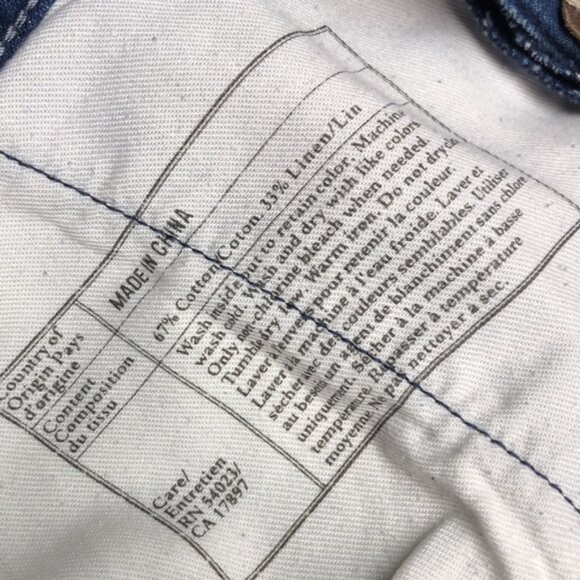 Country of
Origin/Pays
d'origine
MADE IN CHINA
Content
Composition
du tissu
67% Cotton/Coton, 33% Linen/Lin
Care/
Entretien
RN 54023/
CA 17897
Wash inside out to retain color. Machine
wash cold. Wash and dry with like colors
Only non-chlorine bleach, when needed.
Tumble dry low. Warm iron. Do not dryclean
Laver à l'envers pour retenir la couleur.
Laver à la machine à l'eau froide. Laver et
sécher avec des couleurs semblables. Utiliser
au besoin un agent de blanchiment sans chlore
uniquement. Sécher à la machine à basse
température. Repasser à température
moyenne. Ne pas nettoyer à sec.